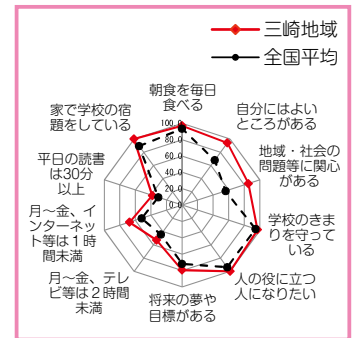 三崎地域
全国平均
朝食を毎日
食べる
自分にはよい
ところがある
地域・社会の
問題等に関心
がある
学校のきま
りを守って
いる
人の役に立つ
人になりたい
将来の夢や
目標がある
月～金、テレ
ビ等は２時間
未満
月～金、イ
ンターネッ
ト等は１時
間未満
平日の読書
は30分
以上
家で学校の宿
題をしている
100.0
80.0
60.0
40.0
20.0
0.0